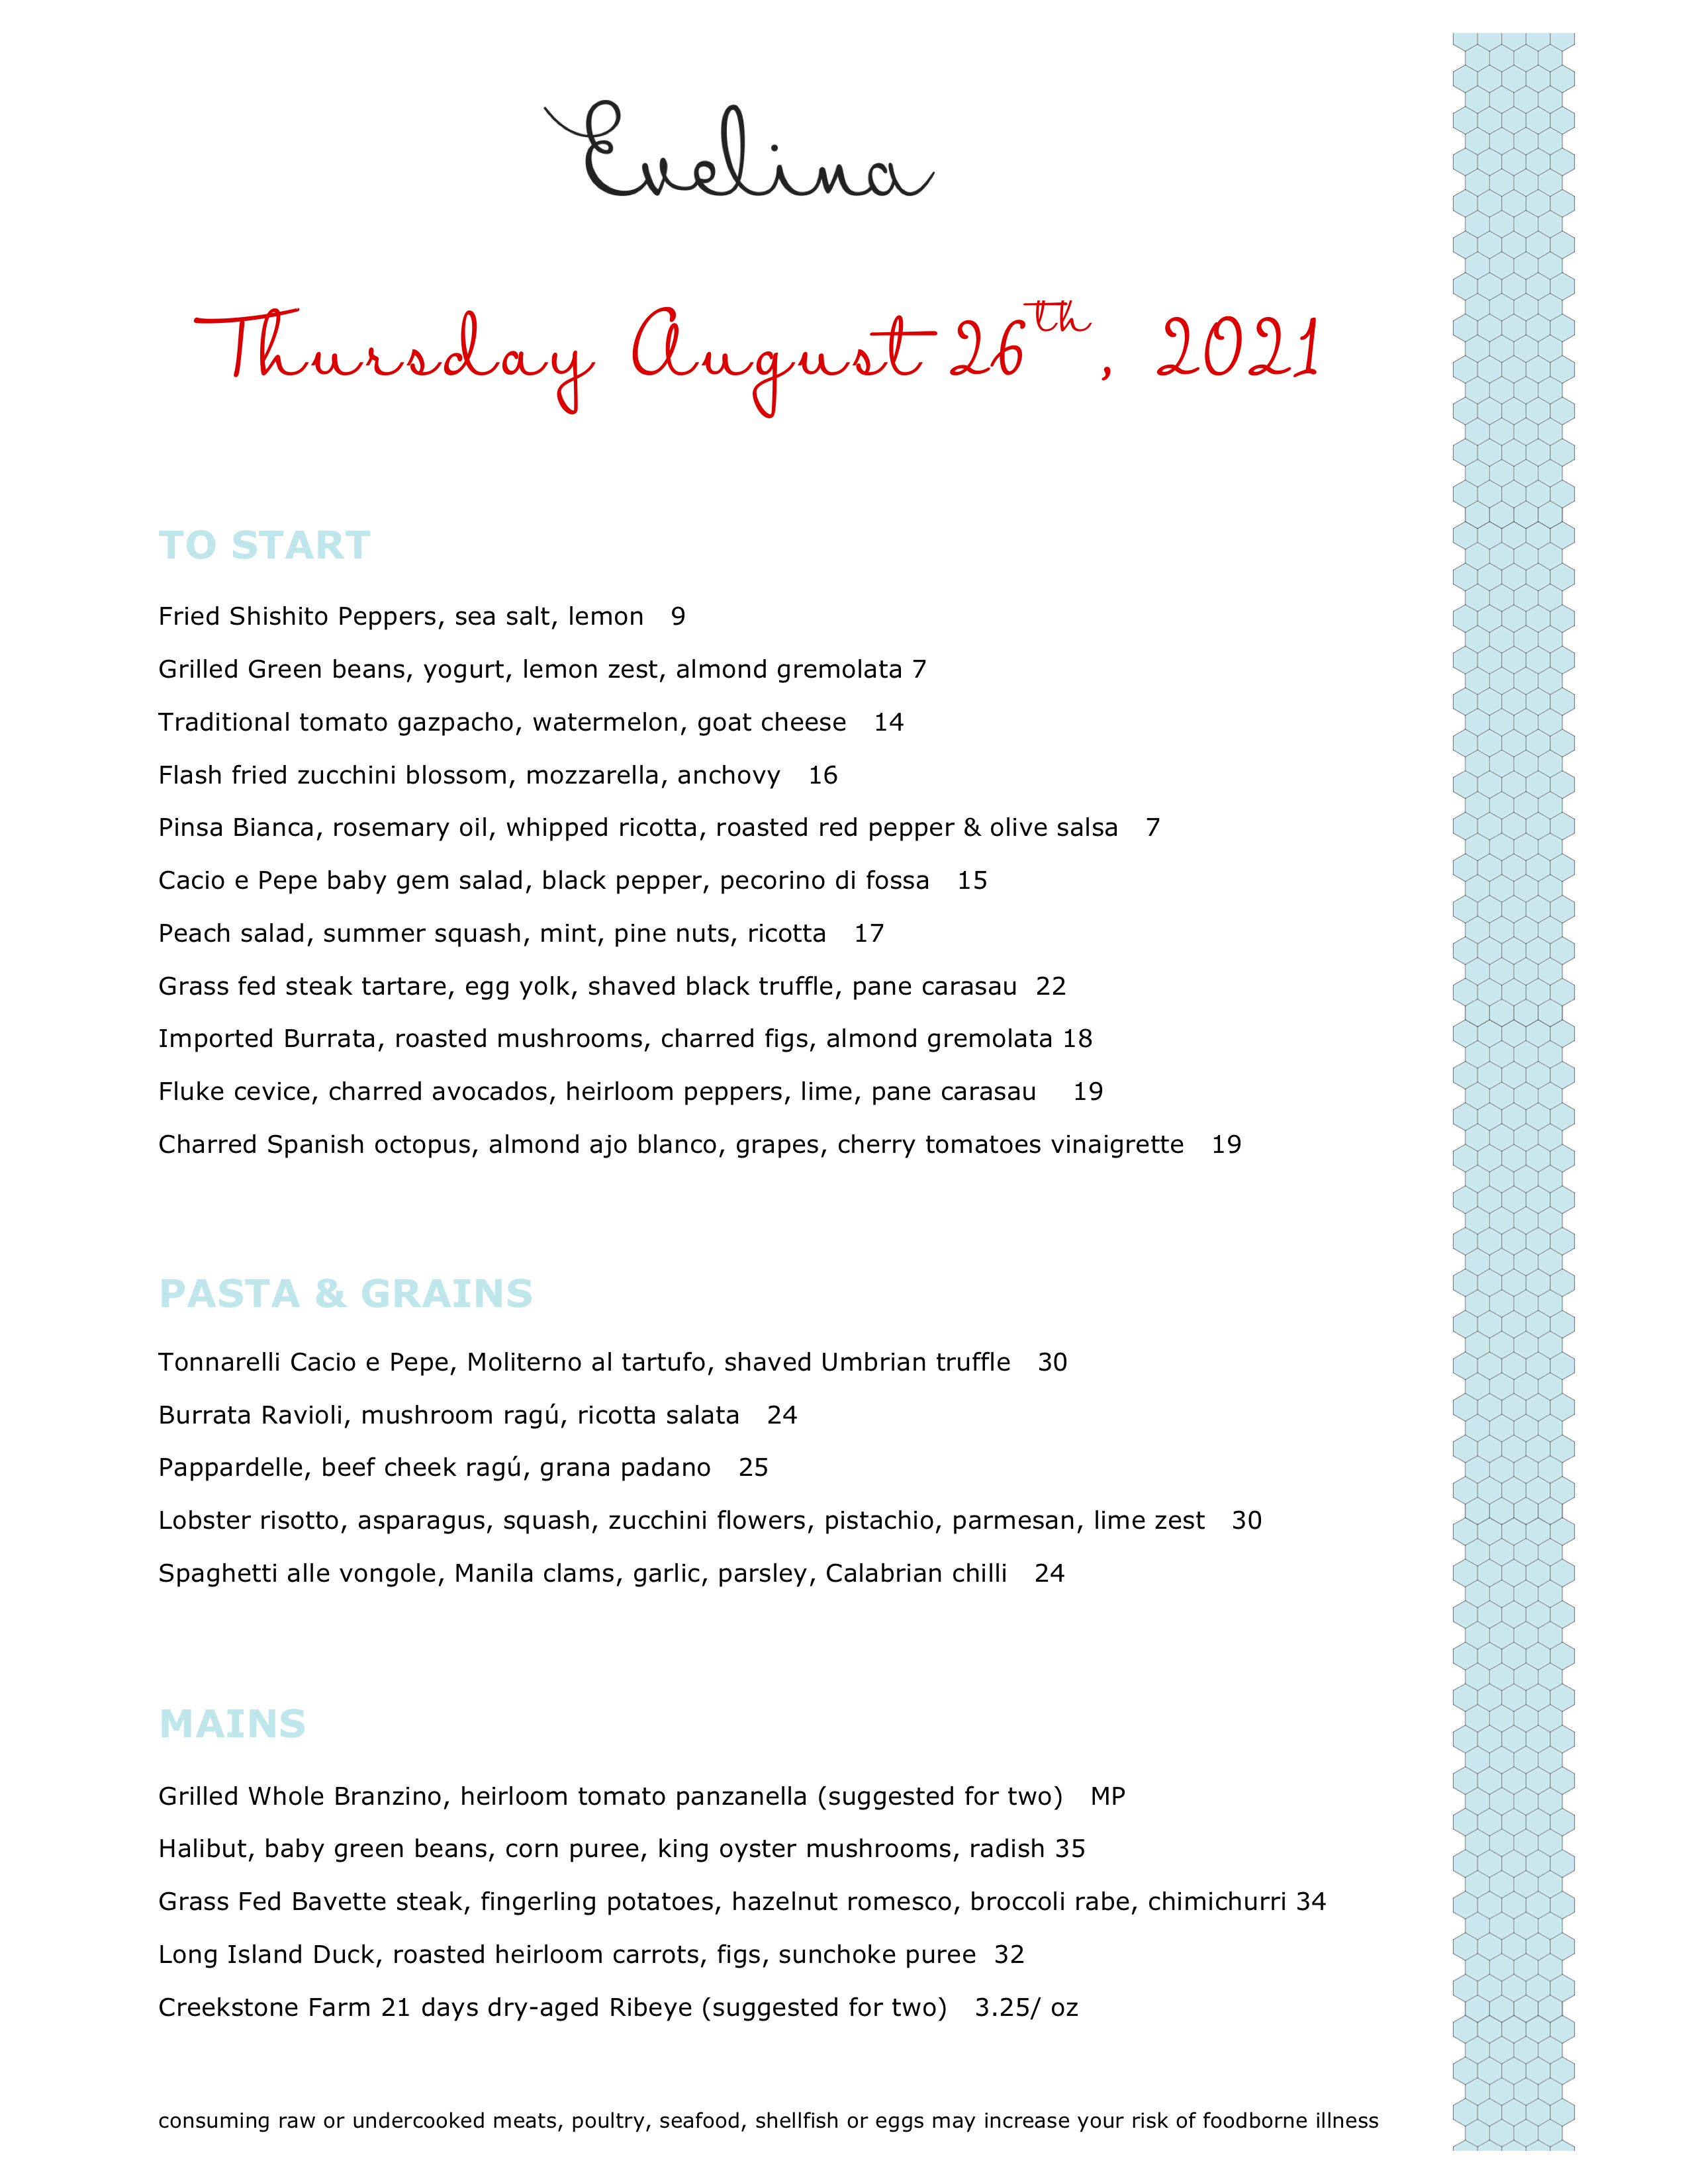 Evelina
Thursday August 26th, 2021
TO START
Fried Shishito Peppers, sea salt, lemon 9
Grilled Green beans, yogurt, lemon zest, almond gremolata 7
Traditional tomato gazpacho, watermelon, goat cheese 14
Flash fried zucchini blossom, mozzarella, anchovy 16
Pinsa Bianca, rosemary oil, whipped ricotta, roasted red pepper & olive salsa 7
Cacio e Pepe baby gem salad, black pepper, pecorino di fossa 15
Peach salad, summer squash, mint, pine nuts, ricotta 17
Grass fed steak tartare, egg yolk, shaved black truffle, pane carasau 22
Imported Burrata, roasted mushrooms, charred figs, almond gremolata 18
Fluke cevice, charred avocados, heirloom peppers, lime, pane carasau 19
Charred Spanish octopus, almond ajo blanco, grapes, cherry tomatoes vinaigrette 19
PASTA & GRAINS
Tonnarelli Cacio e Pepe, Moliterno al tartufo, shaved Umbrian truffle 30
Burrata Ravioli, mushroom ragú, ricotta salata 24
Pappardelle, beef cheek ragú, grana padano 25
Lobster risotto, asparagus, squash, zucchini flowers, pistachio, parmesan, lime zest 30
Spaghetti alle vongole, Manila clams, garlic, parsley, Calabrian chilli 24
MAINS
Grilled Whole Branzino, heirloom tomato panzanella (suggested for two) MP
Halibut, baby green beans, corn puree, king oyster mushrooms, radish 35
Grass Fed Bavette steak, fingerling potatoes, hazelnut romesco, broccoli rabe, chimichurri 34
Long Island Duck, roasted heirloom carrots, figs, sunchoke puree 32
Creekstone Farm 21 days dry-aged Ribeye (suggested for two) 3.25/ oz
consuming raw or undercooked meats, poultry, seafood, shellfish or eggs may increase your risk of foodborne illness